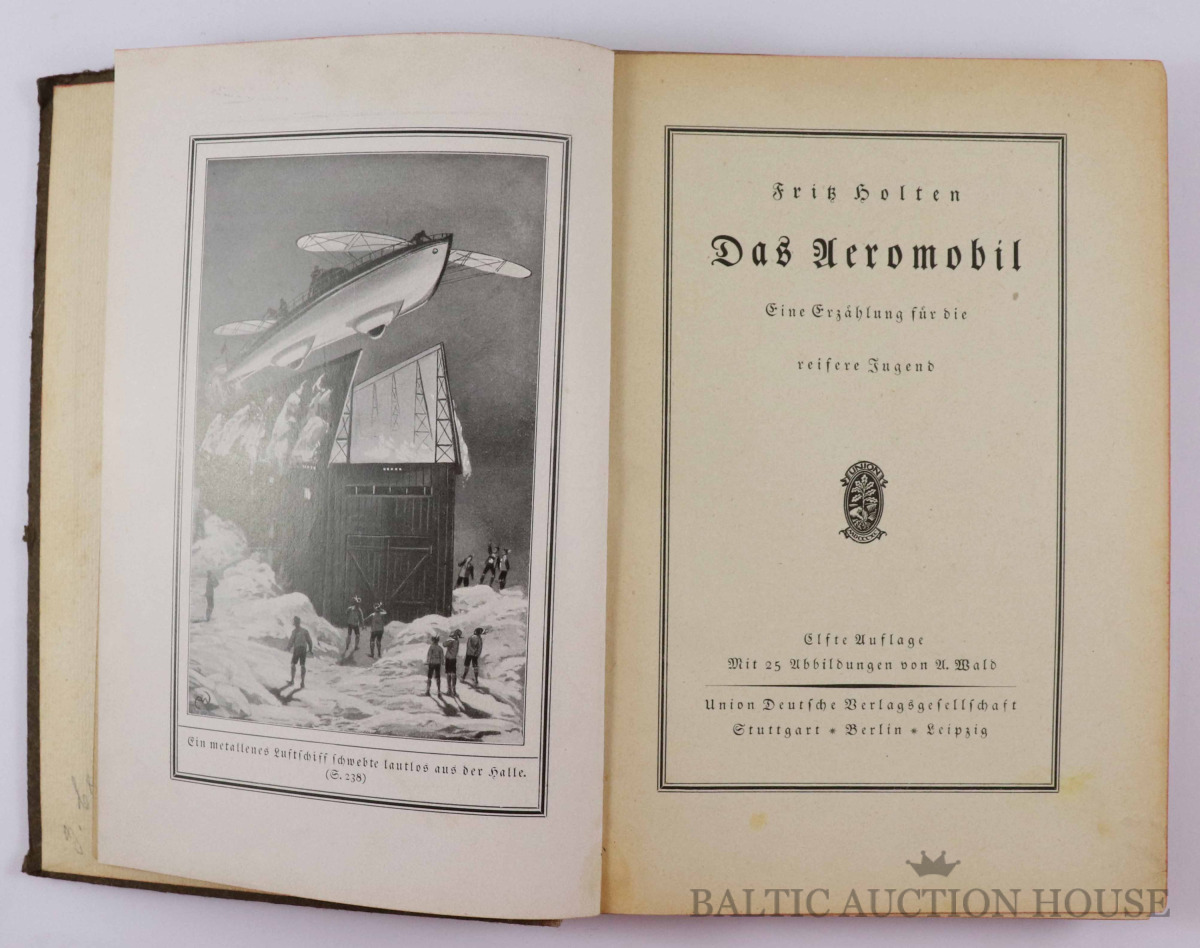 Ein metallenes Luftschiff schwebte lautlos aus der Halle.
(S. 238)
Fritz Holten
Das Aeromobil
Eine Erzählung für die
reifere Jugend
UNION
Elfte Auflage
Mit 25 Abbildungen von A. Wald
Union Deutsche Verlagsgesellschaft
Stuttgart * Berlin * Leipzig
BALTIC AUCTION HOUSE